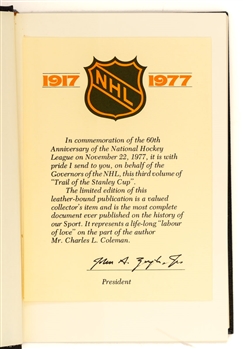 1917 NHL 1977
In commemoration of the 60th
Anniversary of the National Hockey
League on November 22, 1977, it is with
pride I send to you, on behalf of the
Governors of the NHL, this third volume of
"Trail of the Stanley Cup".
The limited edition of this
leather-bound publication is a valued
collector's item and is the most complete
document ever published on the history of
our Sport. It represents a life-long "labour
of love" on the part of the author
Mr. Charles L. Coleman.
John A. Ziegler, Jr.
President